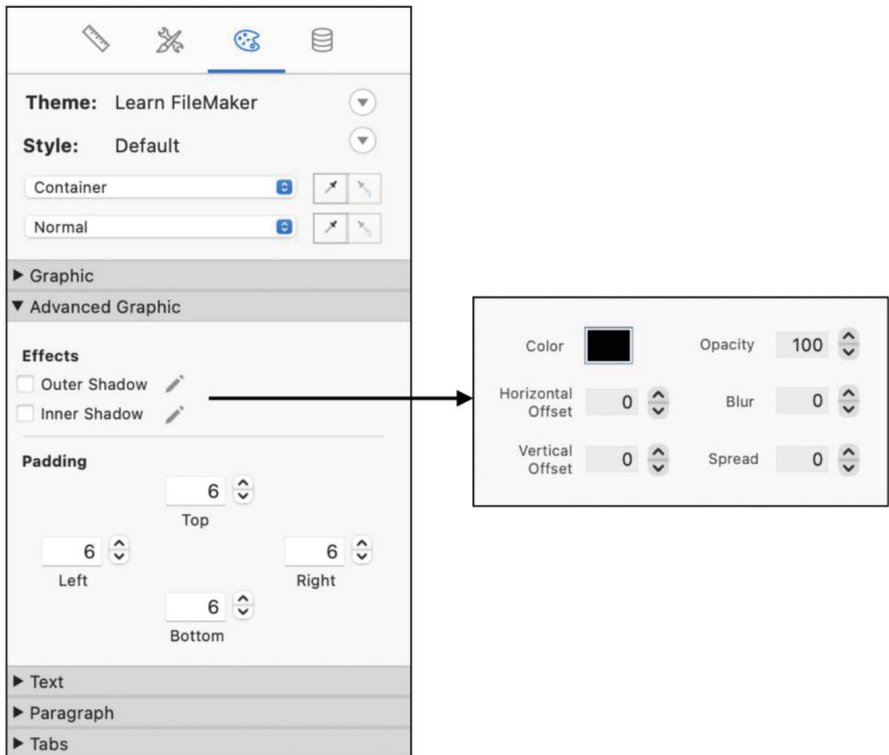 Theme: Learn FileMaker
Style: Default
Container
Normal
Graphic
Advanced Graphic
Effects
Outer Shadow
Inner Shadow
Padding
6
Top
6 6
Left Right
6
Bottom
Text
Paragraph
Tabs
Color Opacity 100
Horizontal
Offset 0 Blur 0
Vertical
Offset 0 Spread 0